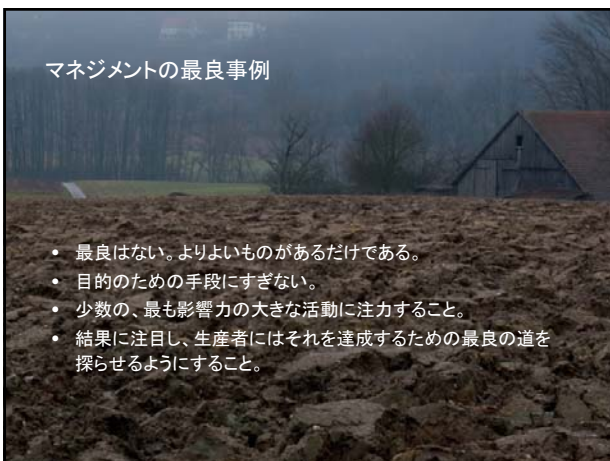 マネジメントの最良事例
• 最良はない。よりよいものがあるだけである。
• 目的のための手段にすぎない。
• 少数の、最も影響力の大きな活動に注力すること。
• 結果に注目し、生産者にはそれを達成するための最良の道を
探らせるようにすること。